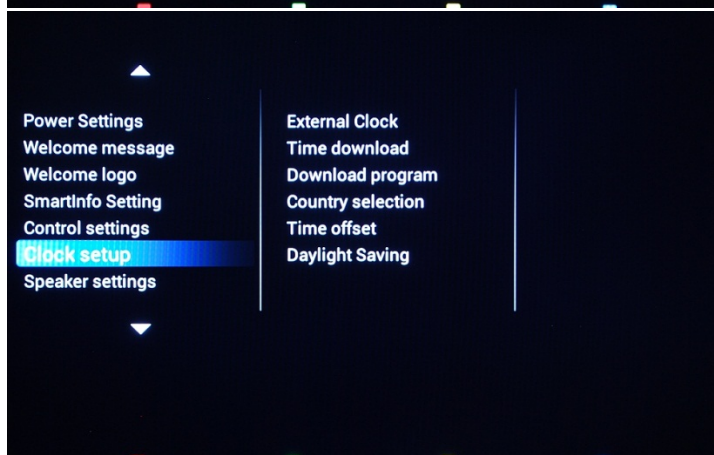 Power Settings
Welcome message
Welcome logo
SmartInfo Setting
Control settings
Clock setup
Speaker settings
External Clock
Time download
Download program
Country selection
Time offset
Daylight Saving